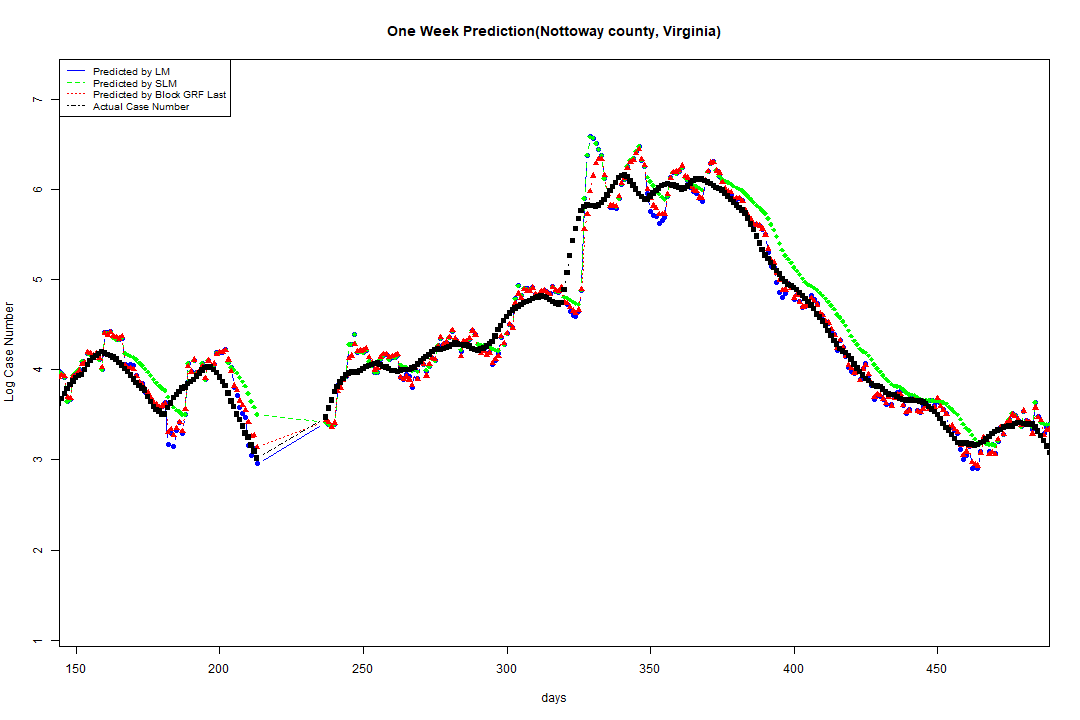 One Week Prediction(Nottoway county, Virginia)
Predicted by LM
Predicted by SLM
Predicted by Block GRF Last
Actual Case Number
7
6
5
4
3
2
1
Log Case Number
150 200 250 300 350 400 450
days